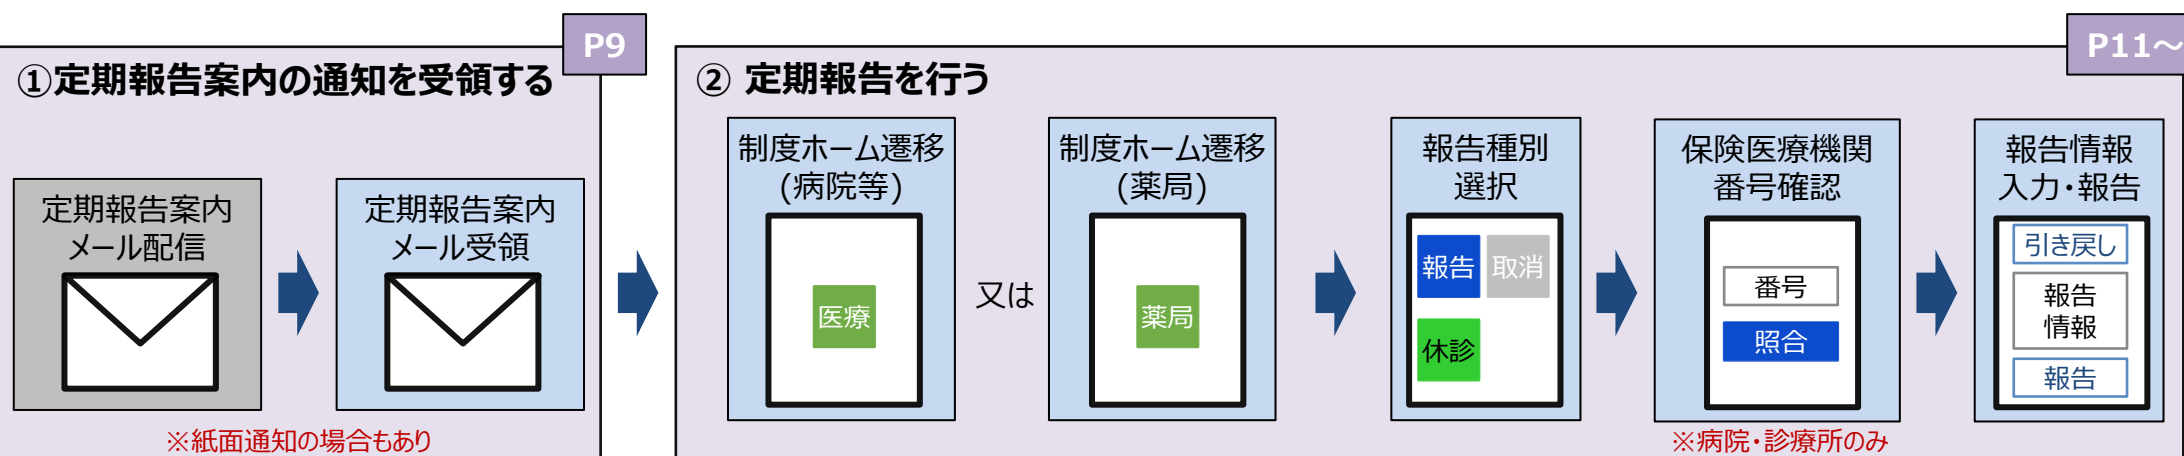 P9
①定期報告案内の通知を受領する
定期報告案内
メール配信
定期報告案内
メール受領
※紙面通知の場合もあり
P11～
② 定期報告を行う
制度ホーム遷移
(病院等)
医療
又は
制度ホーム遷移
(薬局)
薬局
報告種別
選択
報告
取消
休診
保険医療機関
番号確認
番号
照合
※病院・診療所のみ
報告情報
入力・報告
引き戻し
報告
情報
報告